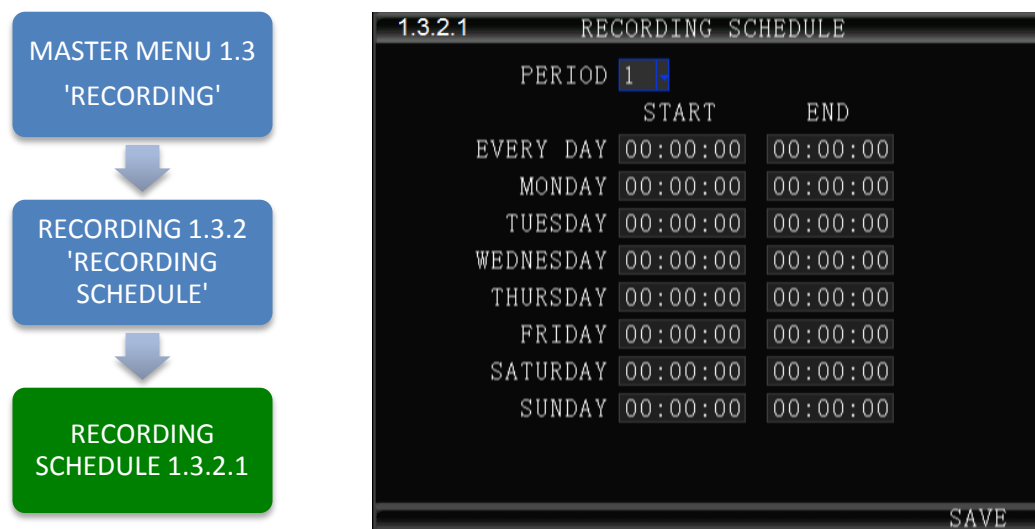 MASTER MENU 1.3
'RECORDING'
RECORDING 1.3.2
'RECORDING
SCHEDULE'
RECORDING
SCHEDULE 1.3.2.1
1.3.2.1 RECORDING SCHEDULE
PERIOD 1
START END
EVERY DAY 00:00:00 00:00:00
MONDAY 00:00:00 00:00:00
TUESDAY 00:00:00 00:00:00
WEDNESDAY 00:00:00 00:00:00
THURSDAY 00:00:00 00:00:00
FRIDAY 00:00:00 00:00:00
SATURDAY 00:00:00 00:00:00
SUNDAY 00:00:00 00:00:00
SAVE